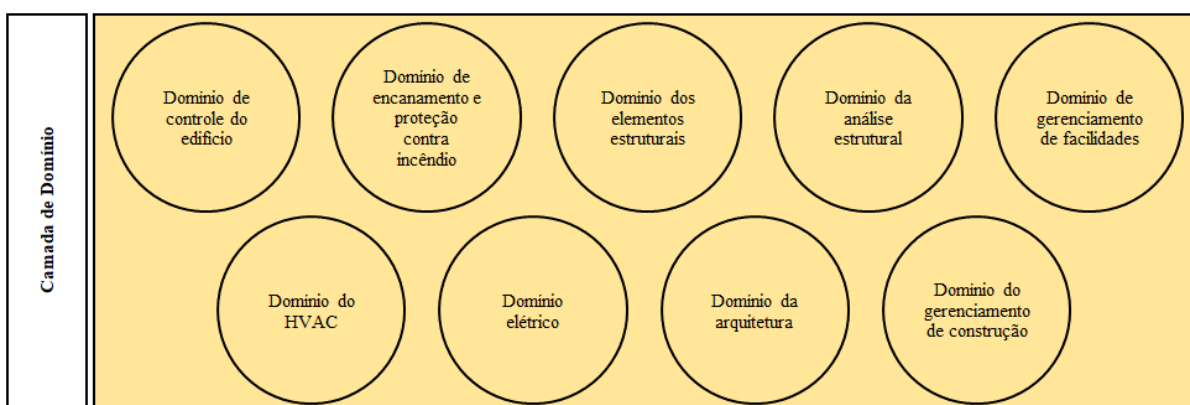 Camada de Domínio
Domínio de
controle do
edifício
Domínio de
encanamento e
proteção
contra
incêndio
Domínio dos
elementos
estruturais
Domínio da
análise
estrutural
Domínio de
gerenciamento
de facilidades
Domínio do
HVAC
Domínio
elétrico
Domínio da
arquitetura
Domínio do
gerenciamento
de construção